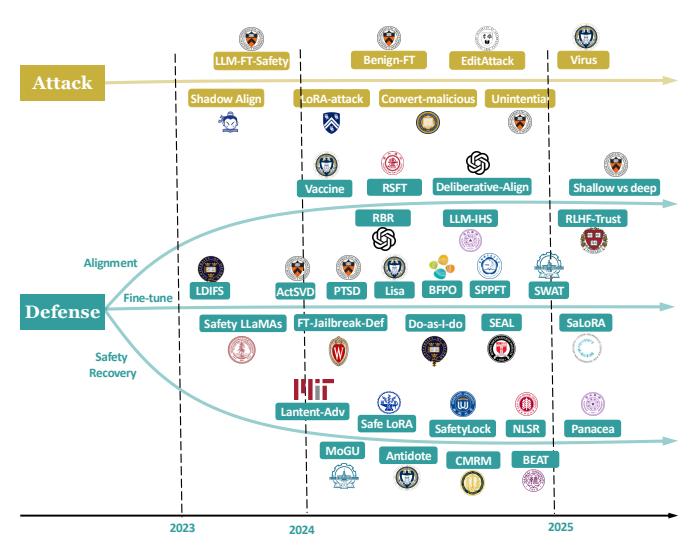 LLM-FT-Safety
Benign-FT
EditAttack
Virus
Attack
Shadow Align
LoRA-attack
Convert-malicious
Unintentia
Vaccine
RSFT
Deliberative-Align
Shallow vs deep
RBR
LLM-IHS
RLHF-Trust
Alignment
LDIFS
ActSVD
PTSD
Lisa
BFPO
SPPFT
SWAT
Fine-tune
Defense
Safety LLaMAs
FT-Jailbreak-Def
Do-as-I-do
SEAL
SaLoRA
Safety
Recovery
MIT
Lantent-Adv
Safe LoRA
SafetyLock
NLSR
Panacea
MoGU
Antidote
CMRM
BEAT
2023
2024
2025